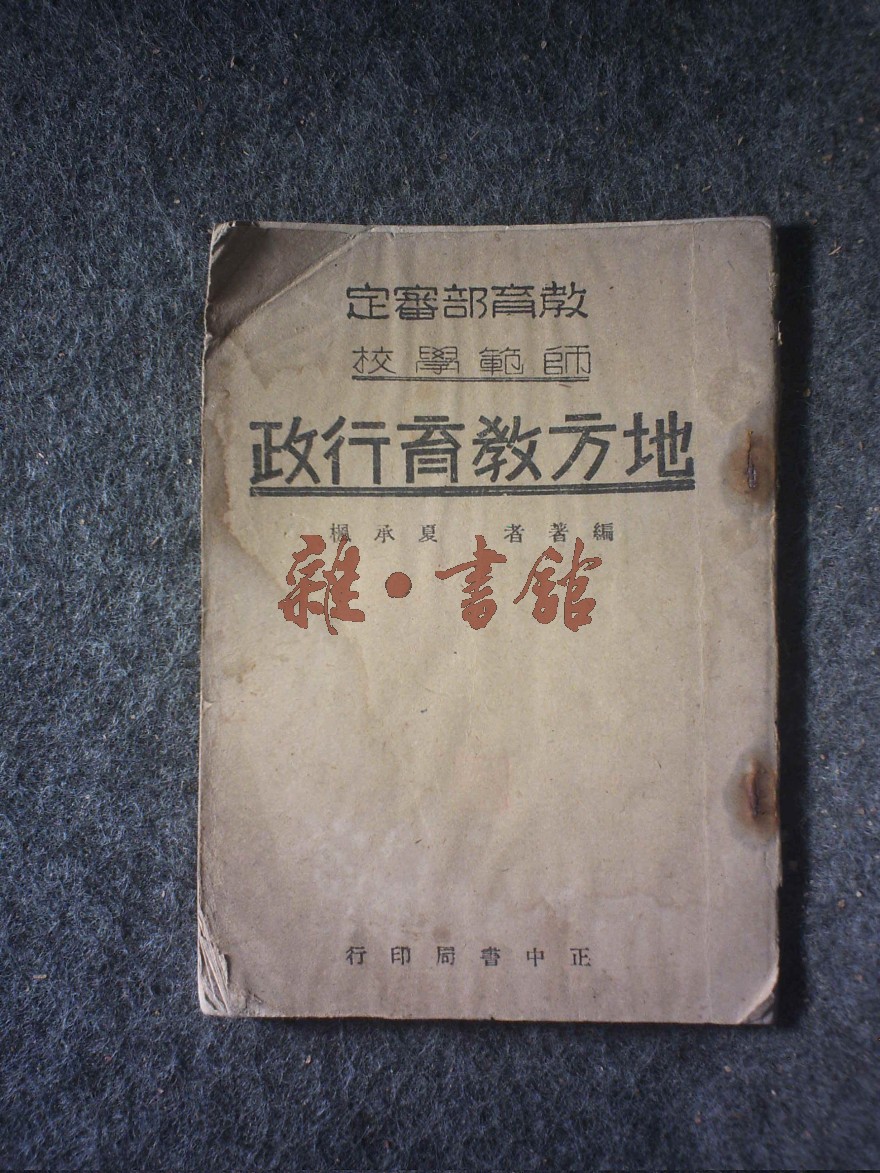 教育部審定
師範學校
地方教育行政
編著者 夏承楓
雜·書館
正中書局印行